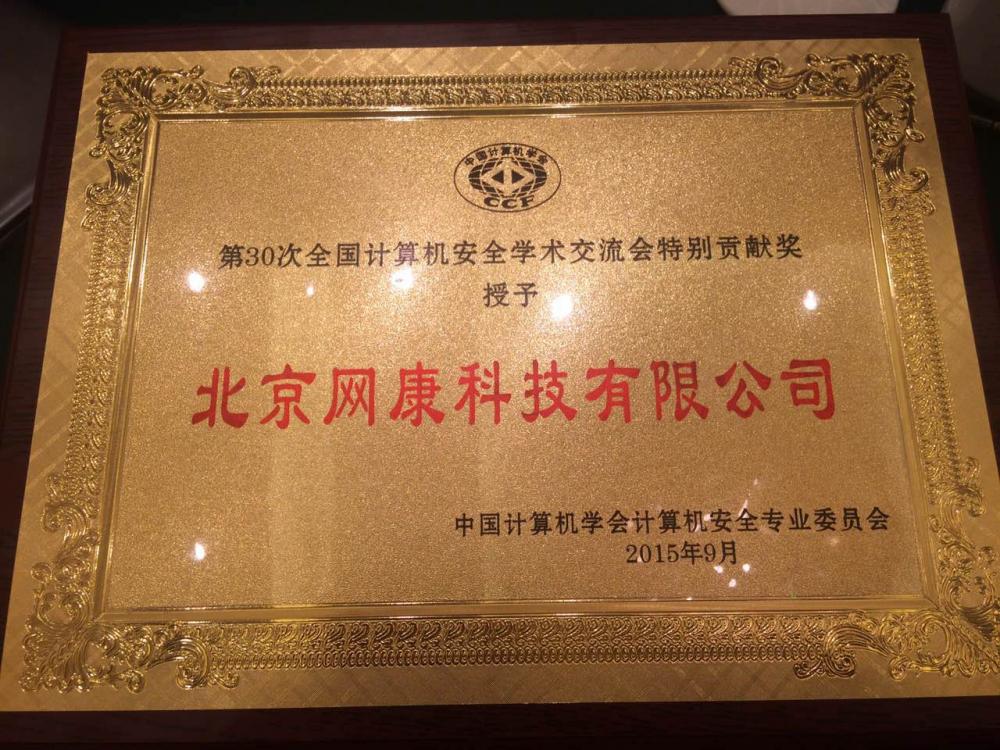 中国计算机学会
CCF
第30次全国计算机安全学术交流会特别贡献奖
授予
北京网康科技有限公司
中国计算机学会计算机安全专业委员会
2015年9月